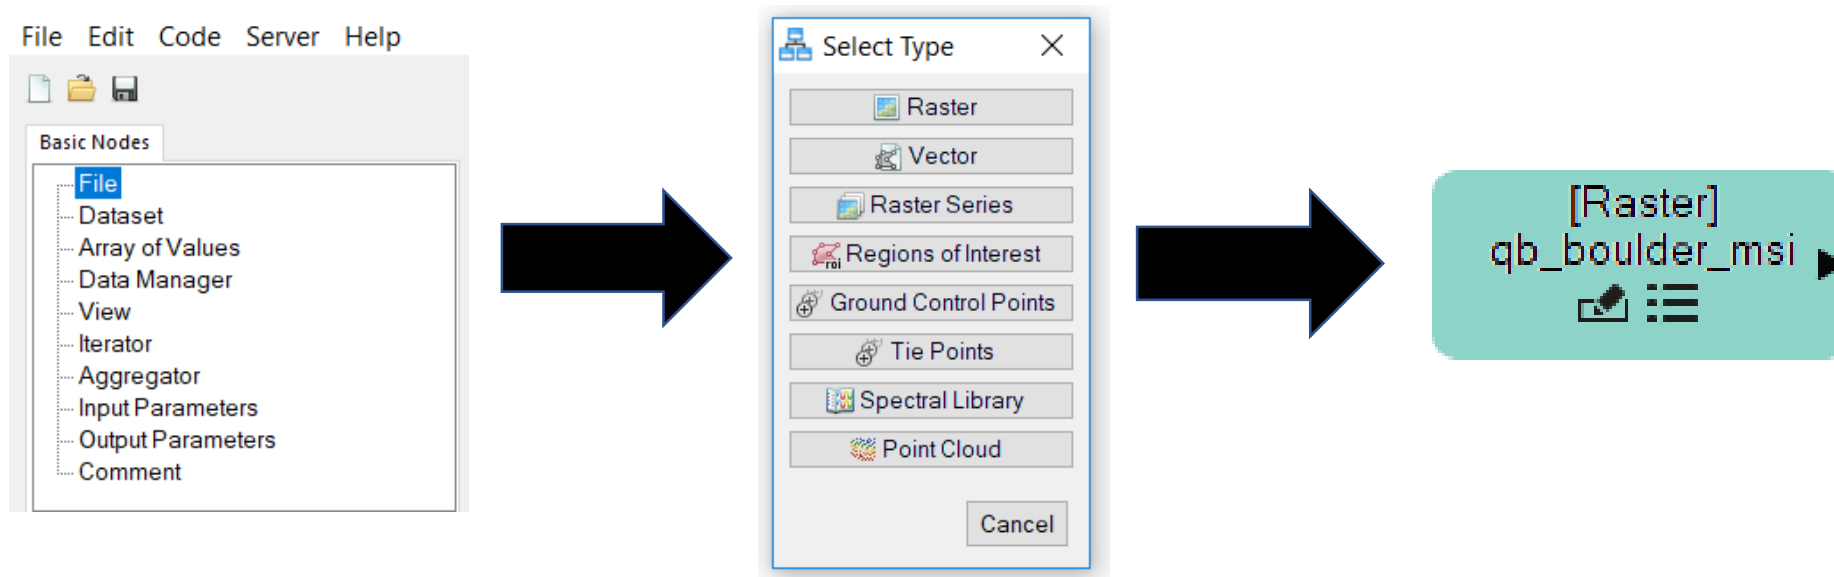 File Edit Code Server Help
Basic Nodes
File
Dataset
Array of Values
Data Manager
View
Iterator
Aggregator
Input Parameters
Output Parameters
Comment
Select Type
Raster
Vector
Raster Series
roi Regions of Interest
Ground Control Points
Tie Points
Spectral Library
Point Cloud
Cancel
[Raster]
qb_boulder_msi